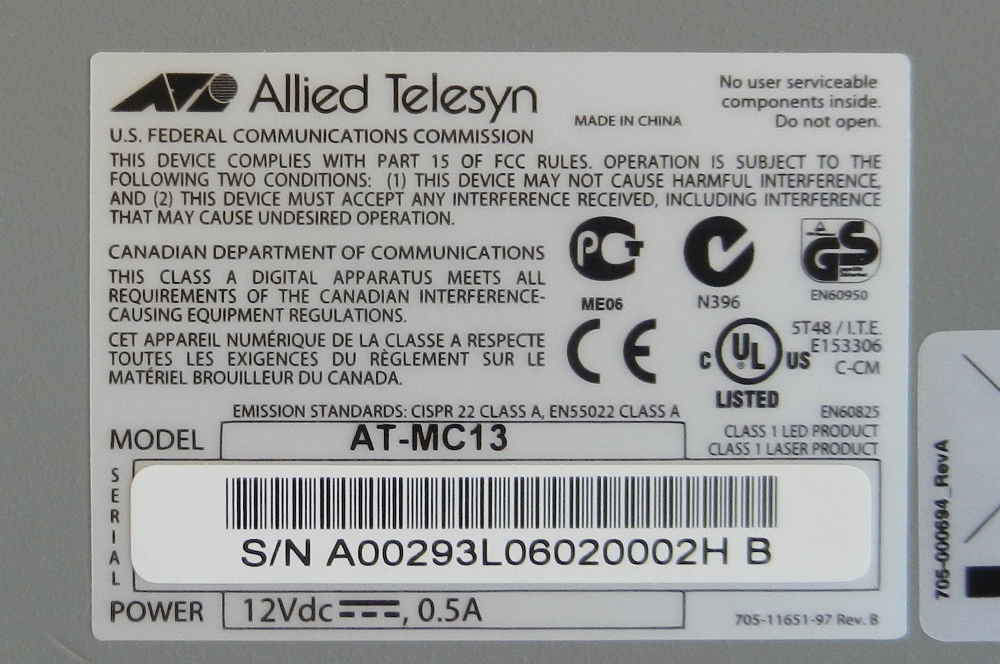 Allied Telesyn
MADE IN CHINA
No user serviceable
components inside.
Do not open.
U.S. FEDERAL COMMUNICATIONS COMMISSION
THIS DEVICE COMPLIES WITH PART 15 OF FCC RULES. OPERATION IS SUBJECT TO THE
FOLLOWING TWO CONDITIONS: (1) THIS DEVICE MAY NOT CAUSE HARMFUL INTERFERENCE,
AND (2) THIS DEVICE MUST ACCEPT ANY INTERFERENCE RECEIVED, INCLUDING INTERFERENCE
THAT MAY CAUSE UNDESIRED OPERATION.
CANADIAN DEPARTMENT OF COMMUNICATIONS
THIS CLASS A DIGITAL APPARATUS MEETS ALL
REQUIREMENTS OF THE CANADIAN INTERFERENCE-
CAUSING EQUIPMENT REGULATIONS.
CET APPAREIL NUMÉRIQUE DE LA CLASSE A RESPECTE
TOUTES LES EXIGENCES DU RÈGLEMENT SUR LE
MATÉRIEL BROUILLEUR DU CANADA.
PCT
ME06
N396
GS
EN60950
CE
C UL US
LISTED
5T48 / I.T.E.
E153306
C-CM
EMISSION STANDARDS: CISPR 22 CLASS A, EN55022 CLASS A
EN60825
CLASS 1 LED PRODUCT
CLASS 1 LASER PRODUCT
MODEL AT-MC13
SERIAL
S/N A00293L06020002H B
POWER 12Vdc, 0.5A
705-11651-97 Rev. B
705-000694_RevA